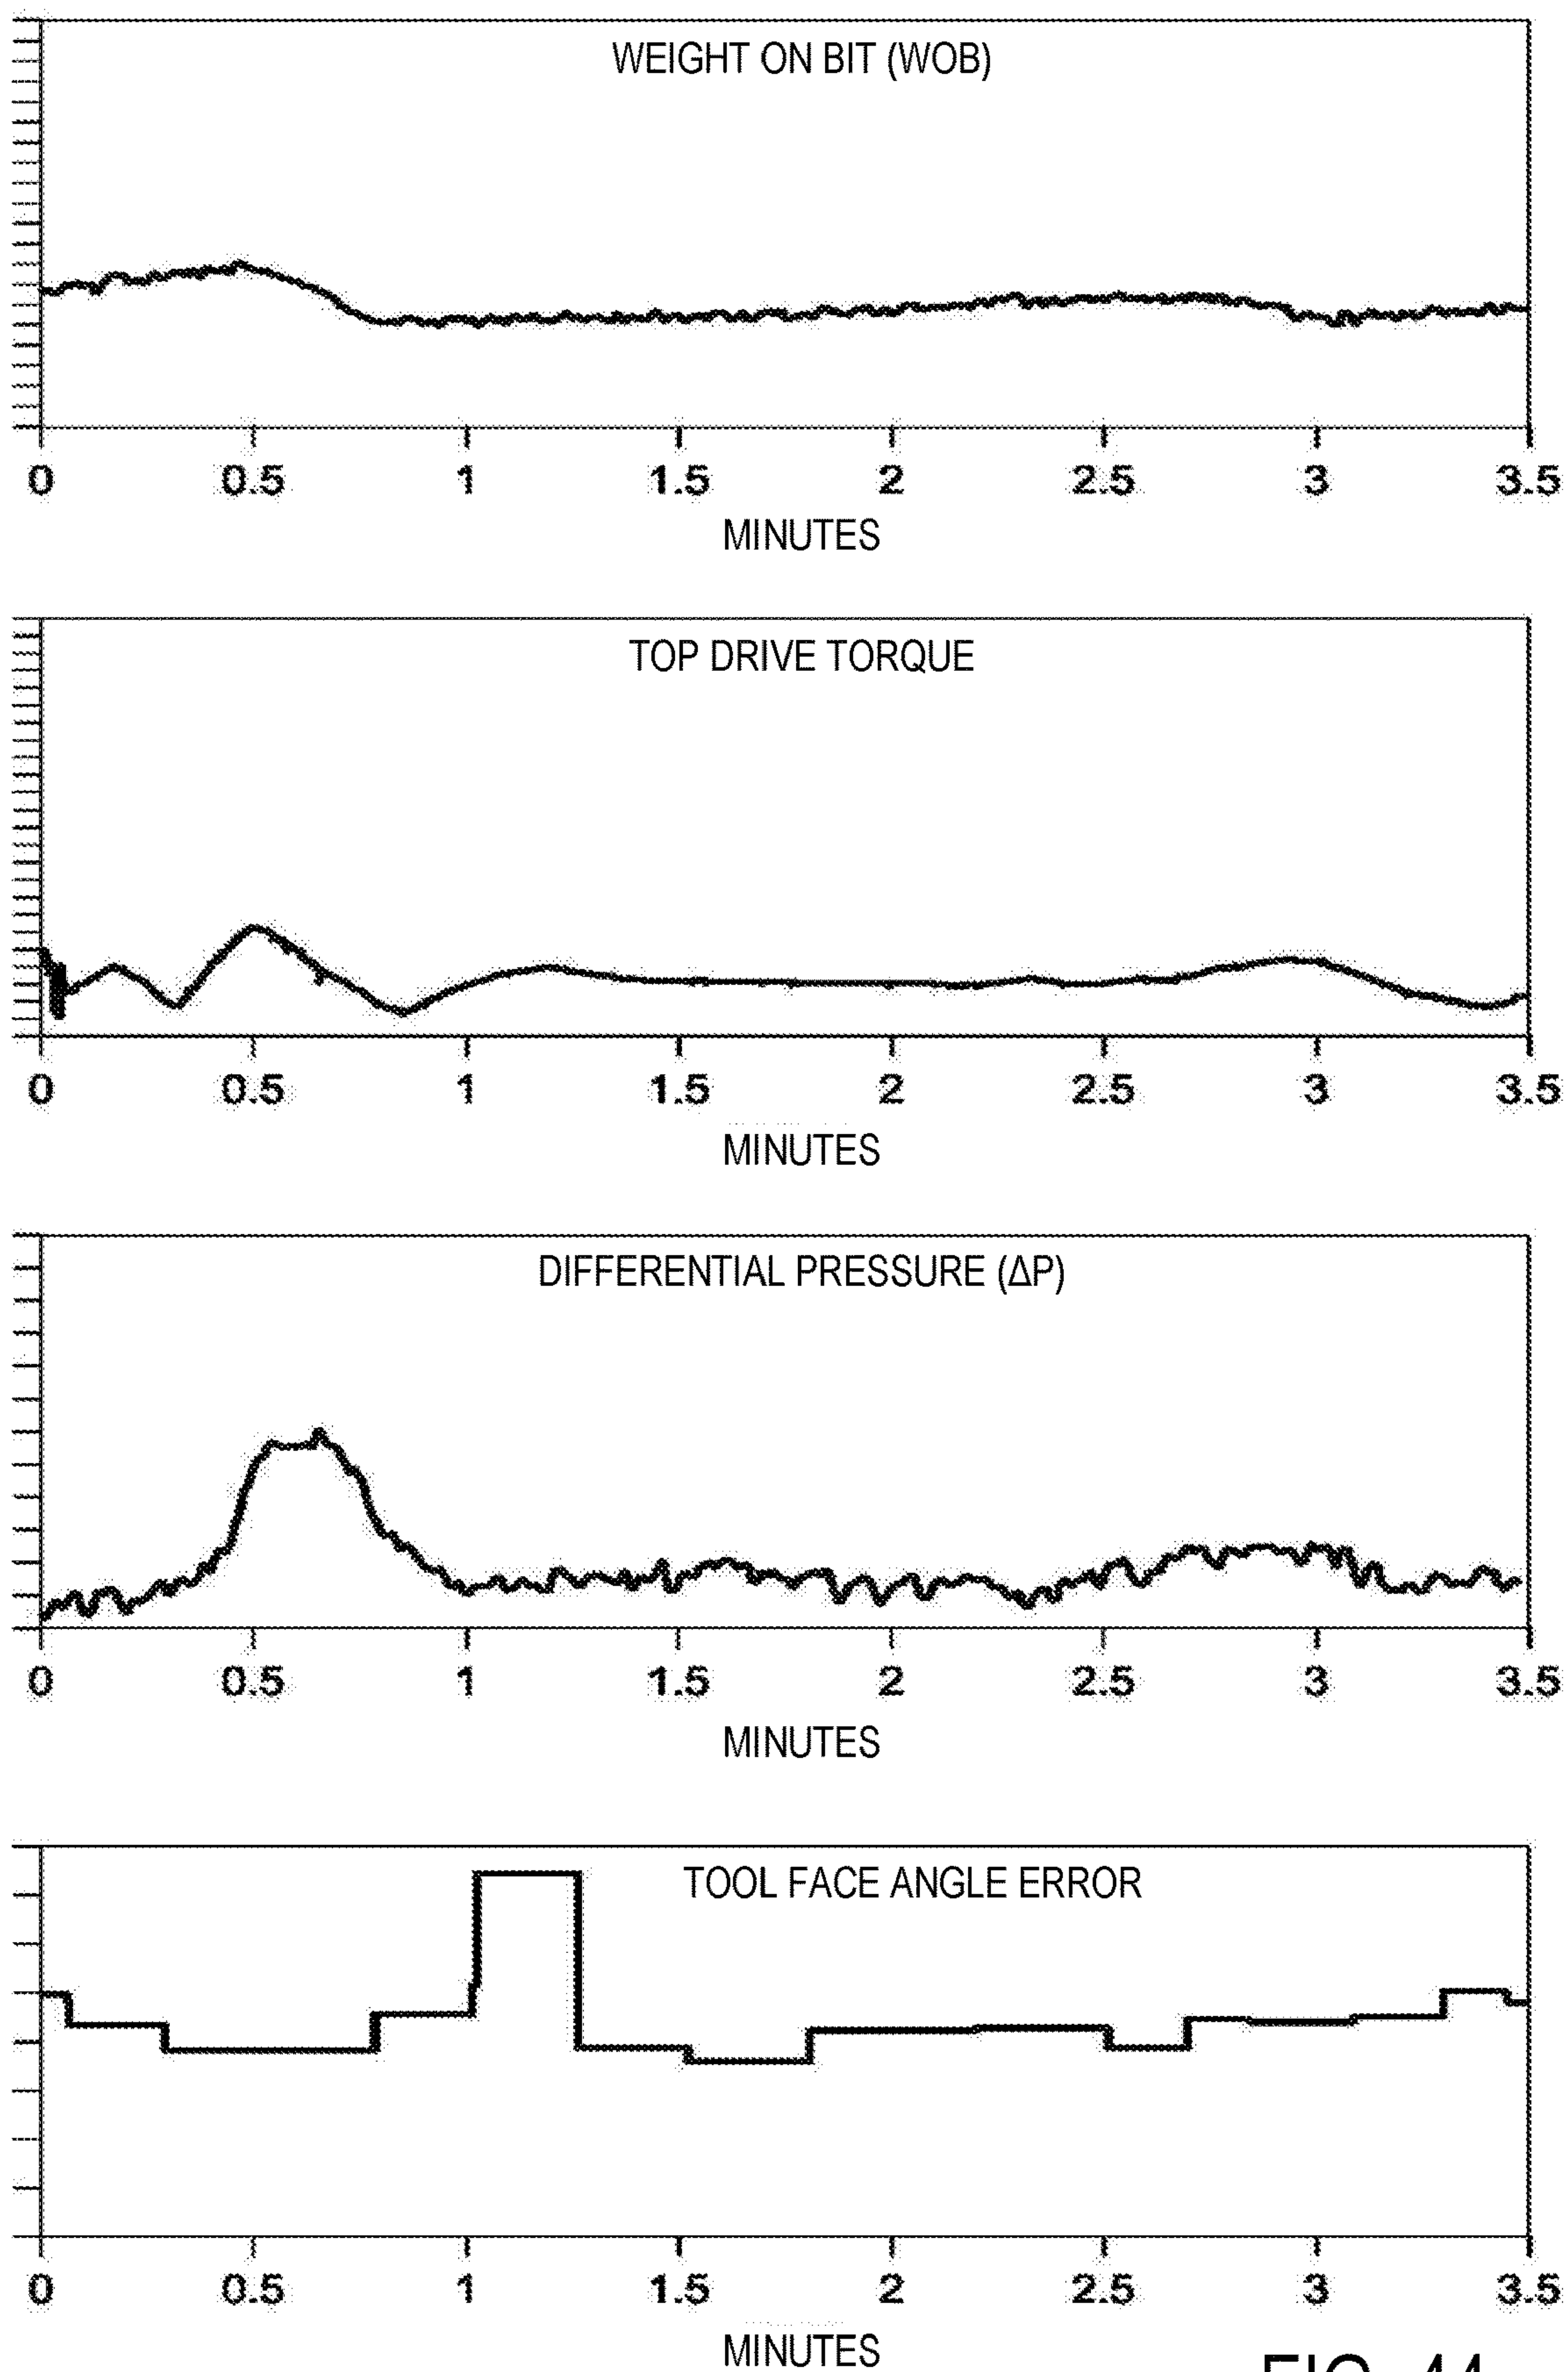 WEIGHT ON BIT (WOB)
0 0.5 1 1.5 2 2.5 3 3.5
MINUTES
TOP DRIVE TORQUE
0 0.5 1 1.5 2 2.5 3 3.5
MINUTES
DIFFERENTIAL PRESSURE (ΔP)
0 0.5 1 1.5 2 2.5 3 3.5
MINUTES
TOOL FACE ANGLE ERROR
0 0.5 1 1.5 2 2.5 3 3.5
MINUTES
FIG. 44